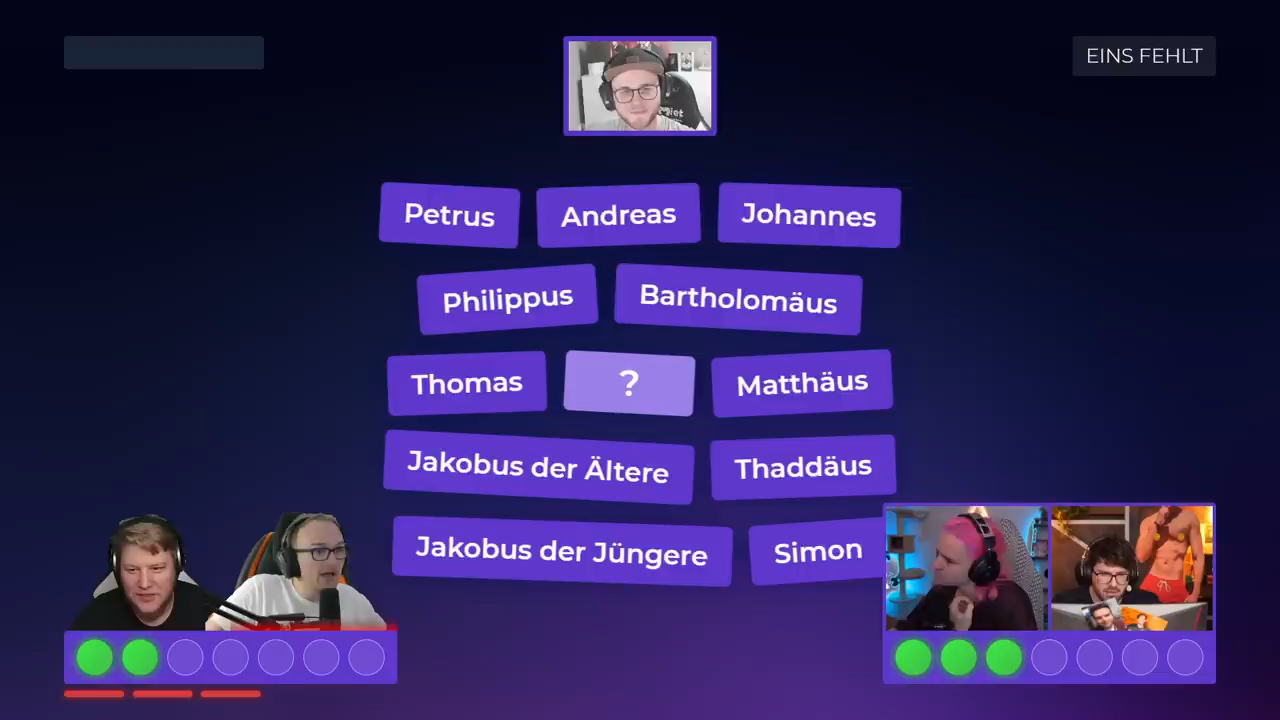 EINS FEHLT
Petrus
Andreas
Johannes
Philippus
Bartholomäus
Thomas
?
Matthäus
Jakobus der Ältere
Thaddäus
Jakobus der Jüngere
Simon